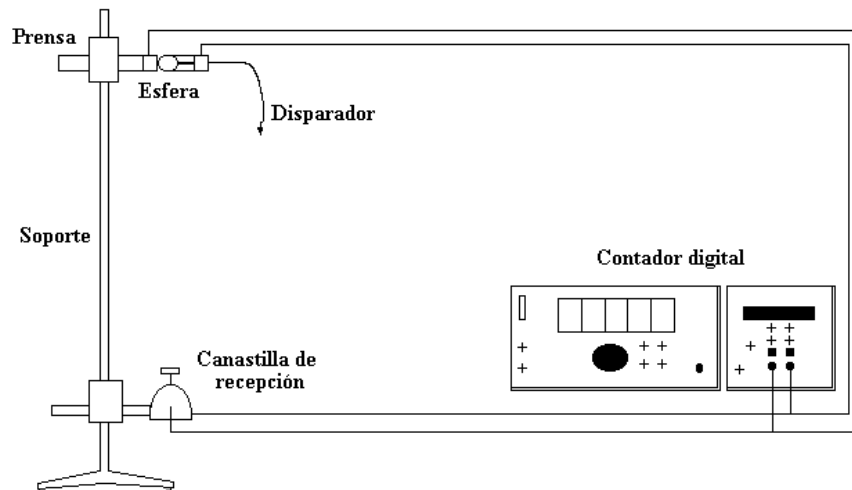 Prensa
Esfera
Disparador
Soporte
Contador digital
Canastilla de
recepción